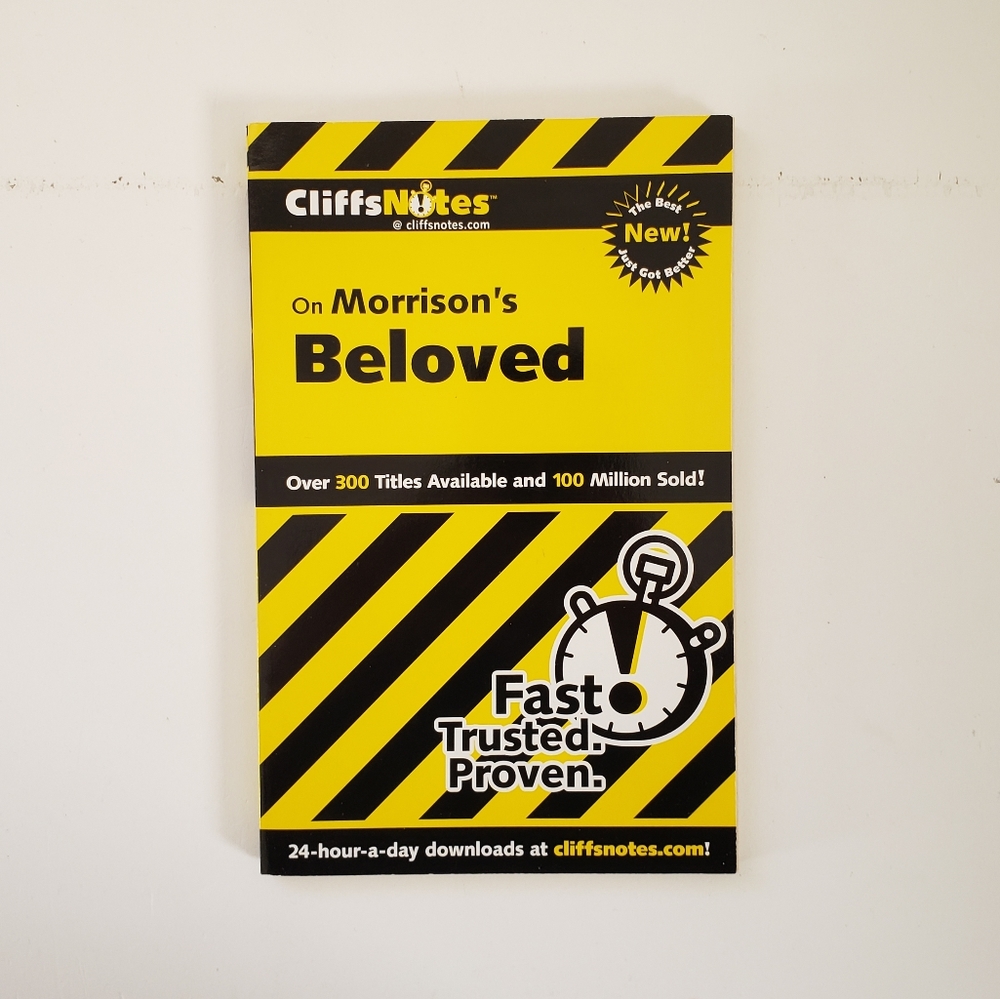 CliffsNotes™
@ cliffsnotes.com
The Best
New!
Just Got Better
On Morrison's
Beloved
Over 300 Titles Available and 100 Million Sold!
Fast
Trusted.
Proven.
24-hour-a-day downloads at cliffsnotes.com!